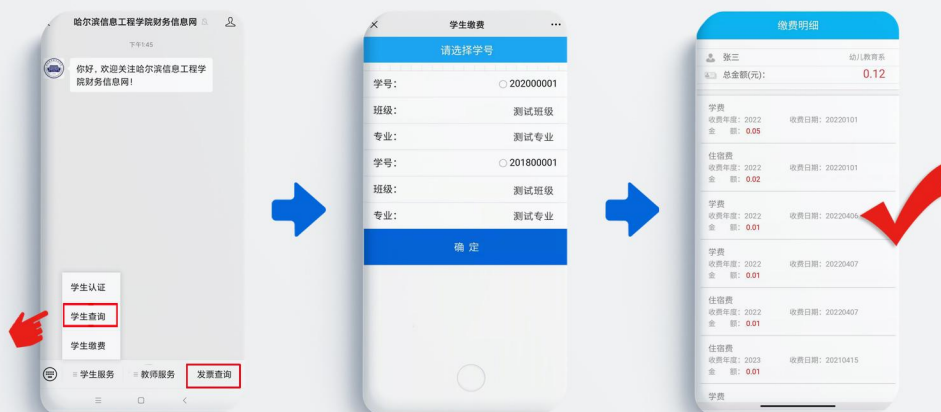 哈尔滨信息工程学院财务信息网
下午1:45
你好，欢迎关注哈尔滨信息工程学
院财务信息网！
学生认证
学生查询
学生缴费
学生服务
教师服务
发票查询
学生缴费
请选择学号
学号： 202000001
班级： 测试班级
专业： 测试专业
学号： 201800001
班级： 测试班级
专业： 测试专业
确 定
缴费明细
张三 幼儿教育系
总金额(元)： 0.12
学费
收费年度：2022 收费日期：20220101
金 额：0.05
住宿费
收费年度：2022 收费日期：20220101
金 额：0.02
学费
收费年度：2022 收费日期：20220406
金 额：0.01
学费
收费年度：2022 收费日期：20220407
金 额：0.01
住宿费
收费年度：2022 收费日期：20220407
金 额：0.01
住宿费
收费年度：2023 收费日期：20210415
金 额：0.01
学费